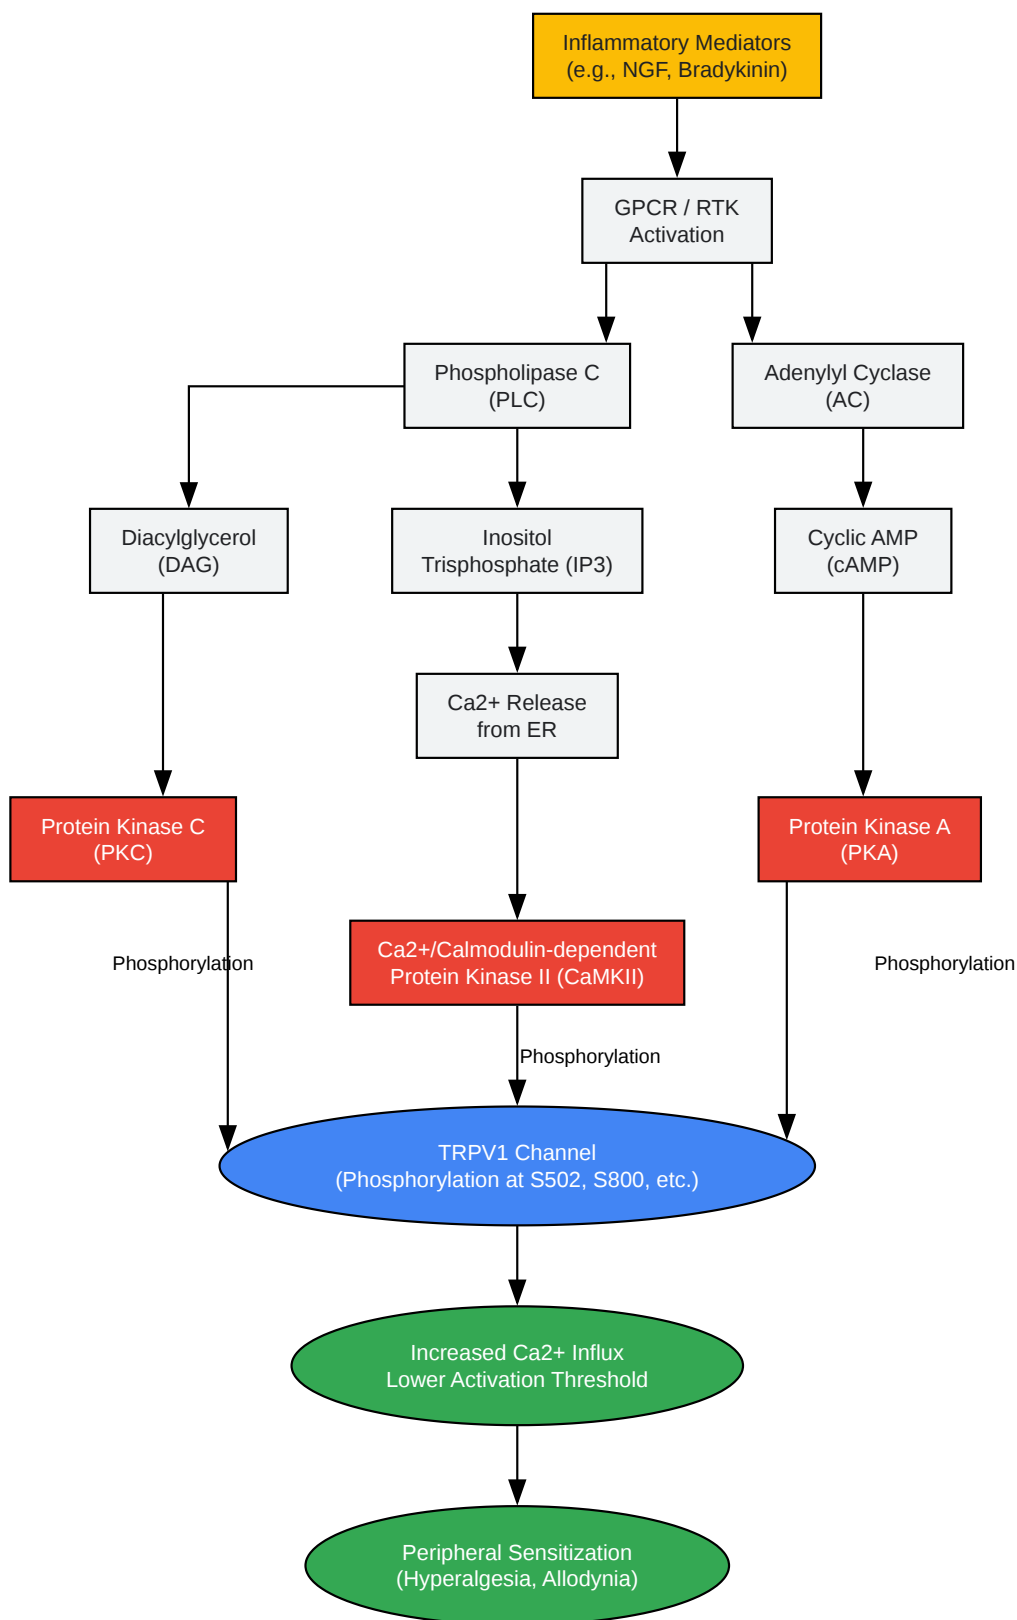 Inflammatory Mediators
(e.g., NGF, Bradykinin)
GPCR / RTK
Activation
Phospholipase C
(PLC)
Adenylyl Cyclase
(AC)
Diacylglycerol
(DAG)
Inositol
Trisphosphate (IP3)
Cyclic AMP
(cAMP)
Ca2+ Release
from ER
Protein Kinase C
(PKC)
Protein Kinase A
(PKA)
Ca2+/Calmodulin-dependent
Protein Kinase II (CaMKII)
Phosphorylation
Phosphorylation
Phosphorylation
TRPV1 Channel
(Phosphorylation at S502, S800, etc.)
Increased Ca2+ Influx
Lower Activation Threshold
Peripheral Sensitization
(Hyperalgesia, Allodynia)